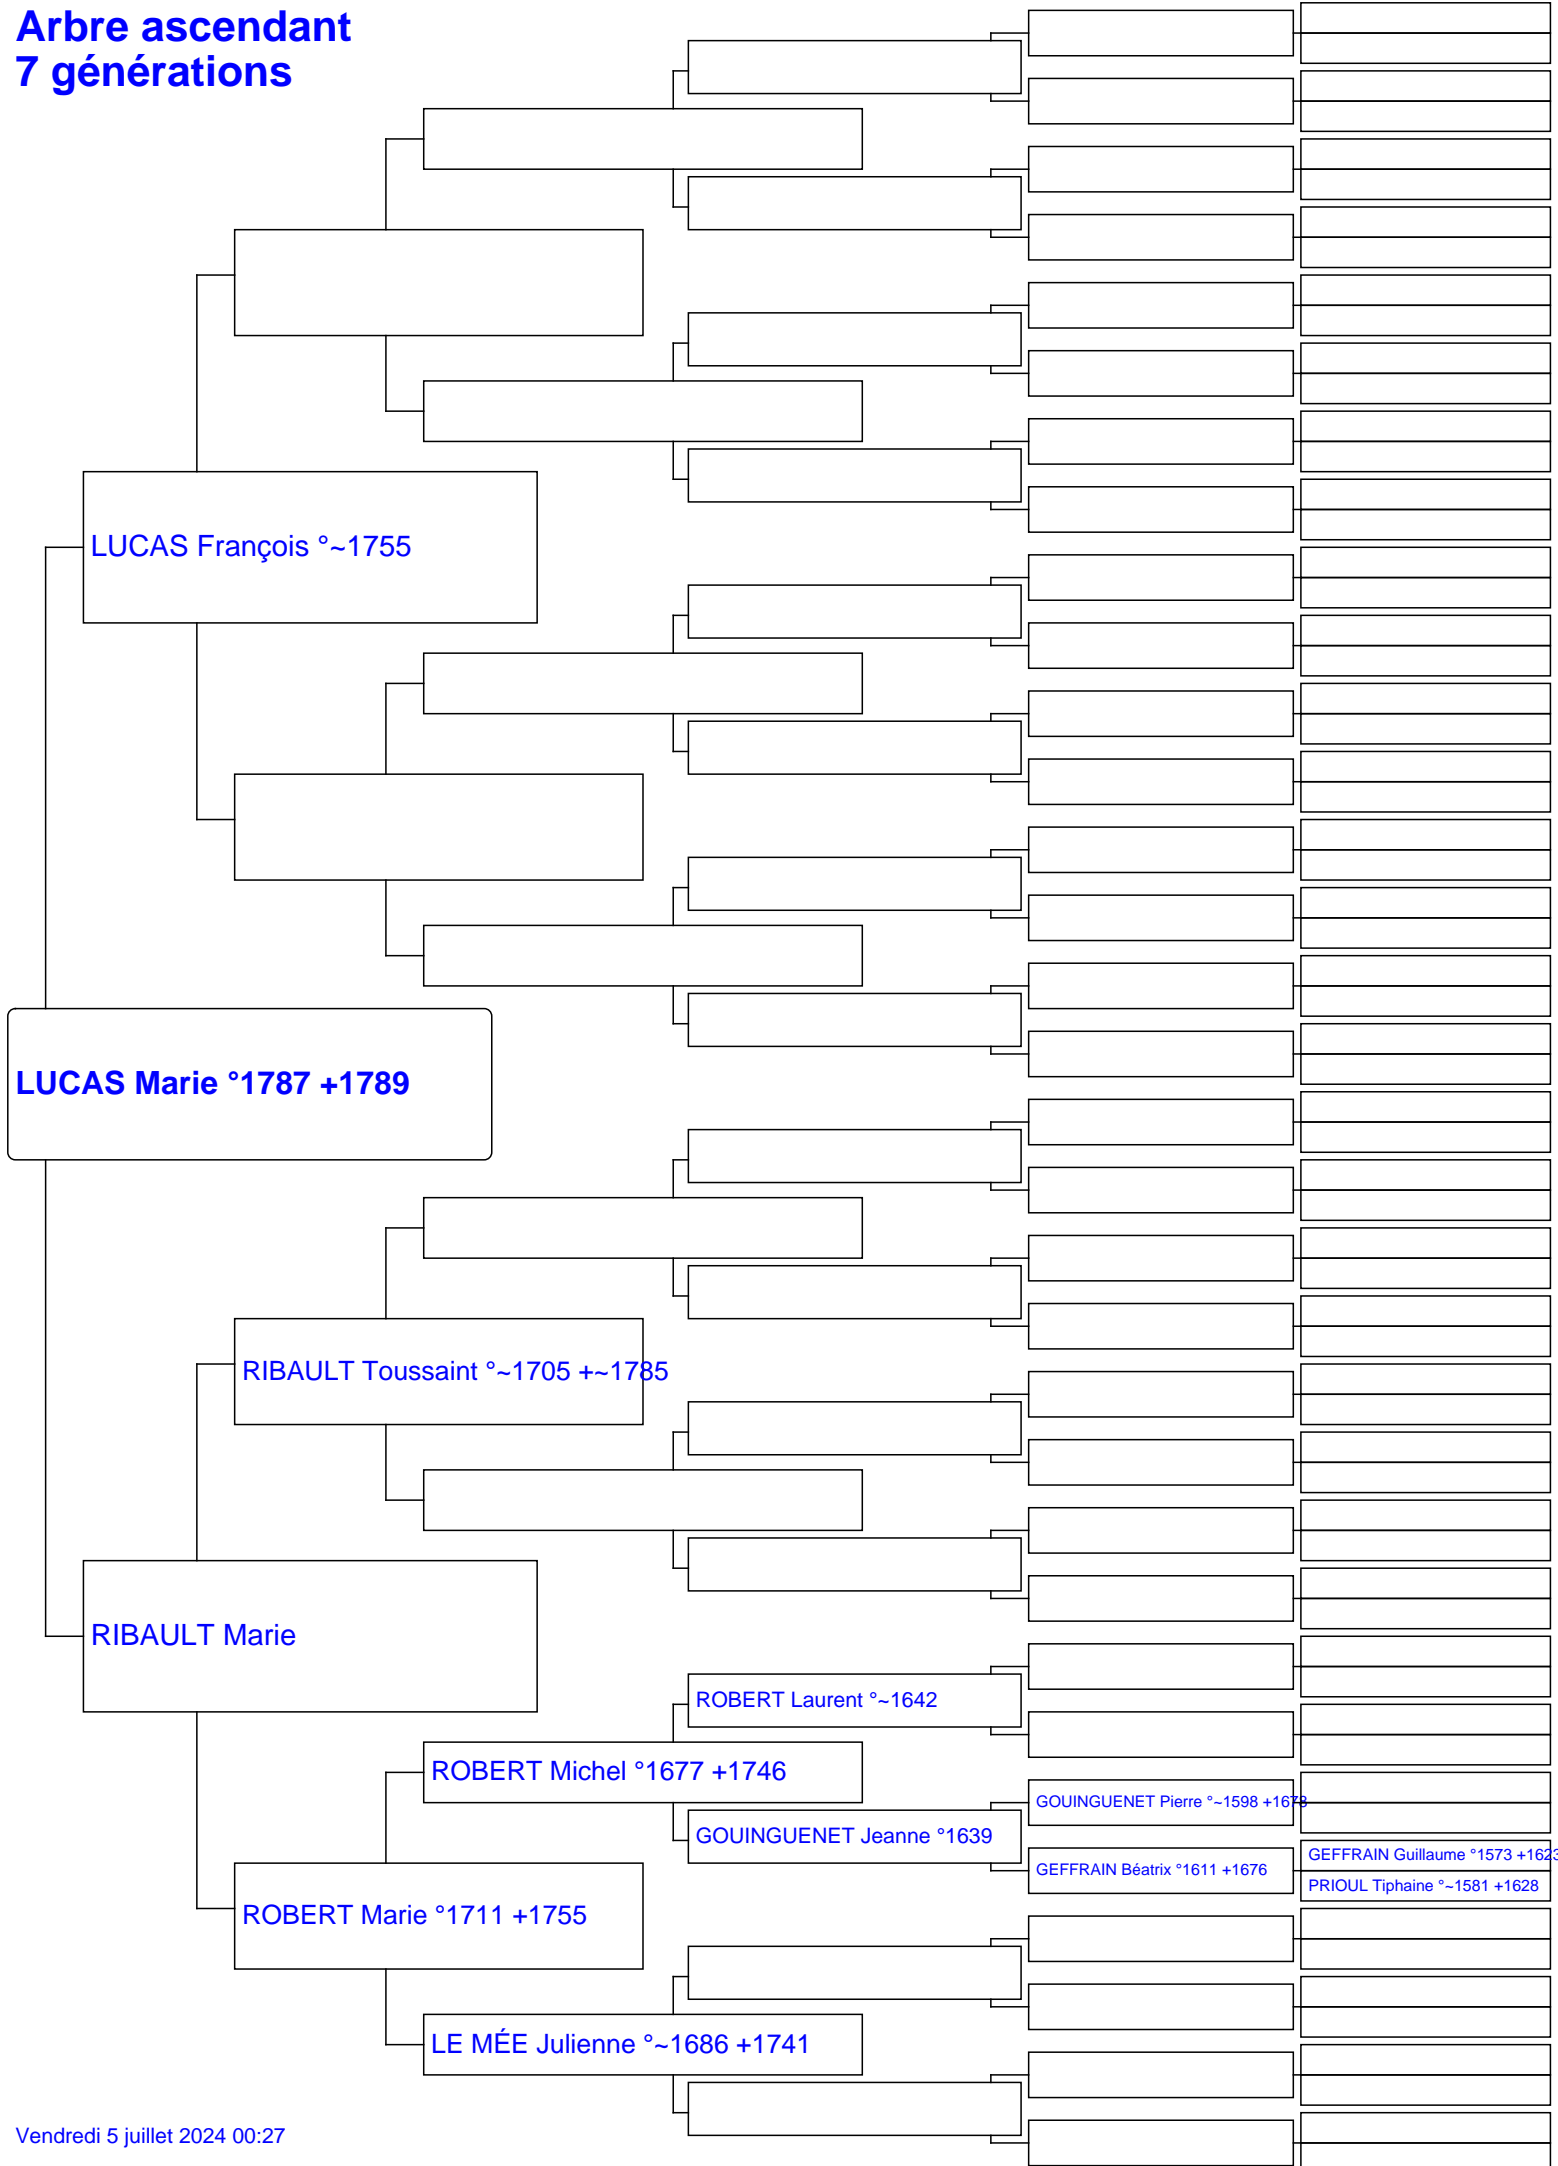 Arbre ascendant
7 générations
LUCAS François °~1755
LUCAS Marie °1787 +1789
RIBAULT Toussaint °~1705 +~1785
RIBAULT Marie
ROBERT Laurent °~1642
ROBERT Michel °1677 +1746
GOUINGUENET Pierre °~1598 +1678
GOUINGUENET Jeanne °1639
GEFFRAIN Guillaume °1573 +1623
GEFFRAIN Béatrix °1611 +1676
PRIOUL Tiphaine °~1581 +1628
ROBERT Marie °1711 +1755
LE MÉE Julienne °~1686 +1741
Vendredi 5 juillet 2024 00:27